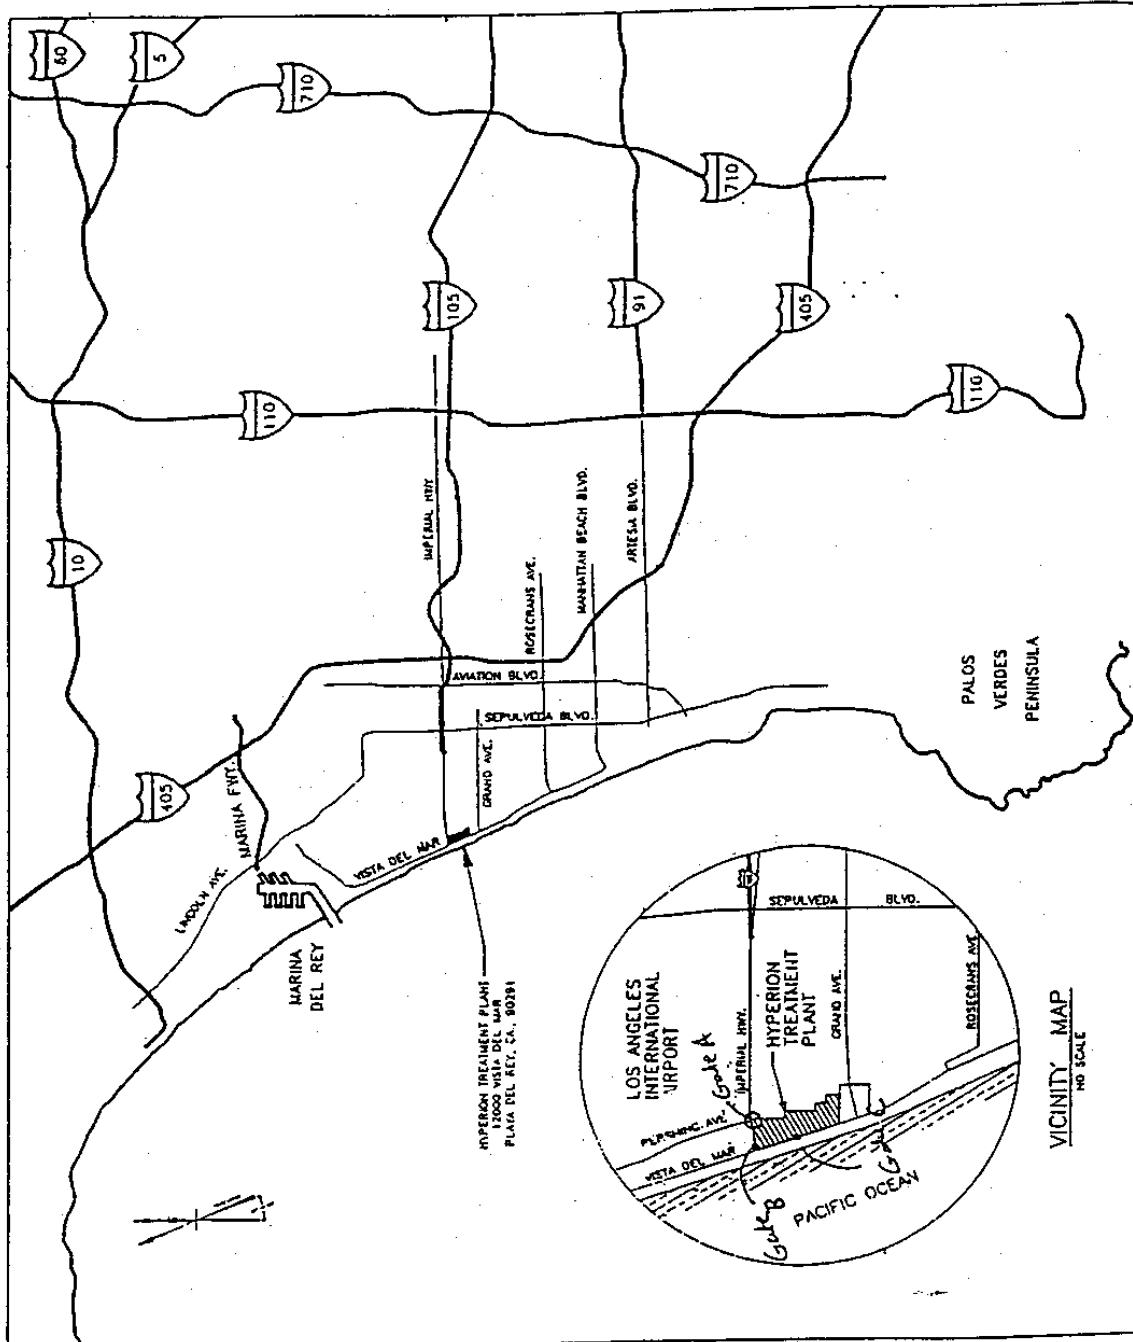 60
5
710
710
105
91
405
110
110
10
405
IMPERIAL HWY
ROSECRANS AVE.
MANHATTAN BEACH BLVD.
ARTESIA BLVD.
AVIATION BLVD.
SEPULVEDA BLVD.
GRAND AVE.
MARINA FWY.
LINCOLN AVE.
VISTA DEL MAR
MARINA
DEL REY
PALOS
VERDES
PENINSULA
HYPERION TREATMENT PLANT
12000 VISTA DEL MAR
PLAYA DEL REY, CA., 90291
LOS ANGELES
INTERNATIONAL
AIRPORT
SEPULVEDA BLVD.
HYPERION
TREATMENT
PLANT
IMPERIAL HWY.
GRAND AVE.
ROSECRANS AVE
PERSHING AVE
VISTA DEL MAR
PACIFIC OCEAN
Gate A
Gate B
Gate C
VICINITY MAP
NO SCALE